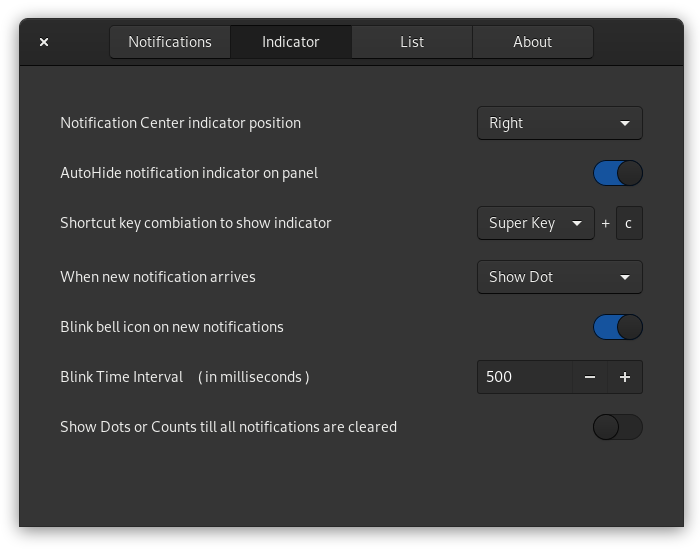 Notifications Indicator List About
Notification Center indicator position Right
AutoHide notification indicator on panel
Shortcut key combiation to show indicator Super Key + c
When new notification arrives Show Dot
Blink bell icon on new notifications
Blink Time Interval ( in milliseconds ) 500 − +
Show Dots or Counts till all notifications are cleared